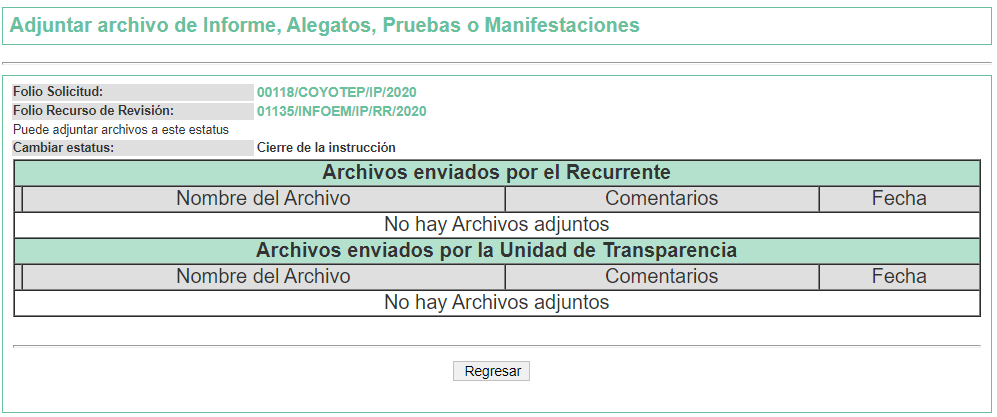 Adjuntar archivo de Informe, Alegatos, Pruebas o Manifestaciones
Folio Solicitud: 00118/COYOTEP/IP/2020
Folio Recurso de Revisión: 01135/INFOEM/IP/RR/2020
Puede adjuntar archivos a este estatus
Cambiar estatus: Cierre de la instrucción
Archivos enviados por el Recurrente
Nombre del Archivo Comentarios Fecha
No hay Archivos adjuntos
Archivos enviados por la Unidad de Transparencia
Nombre del Archivo Comentarios Fecha
No hay Archivos adjuntos
Regresar